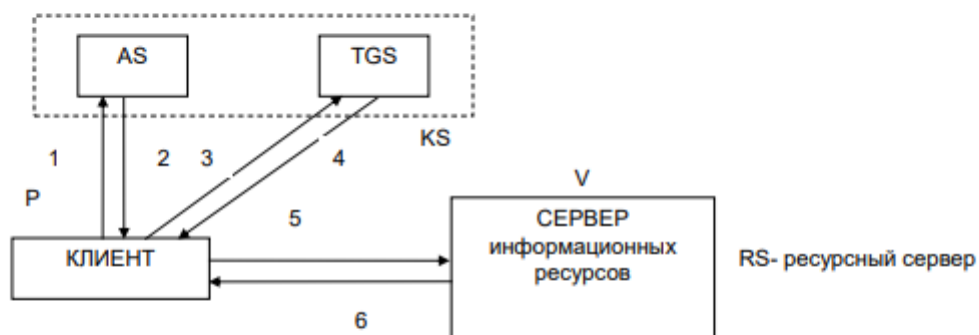 AS
TGS
KS
1
2
3
4
P
V
5
КЛИЕНТ
СЕРВЕР
информационных
ресурсов
RS- ресурсный сервер
6